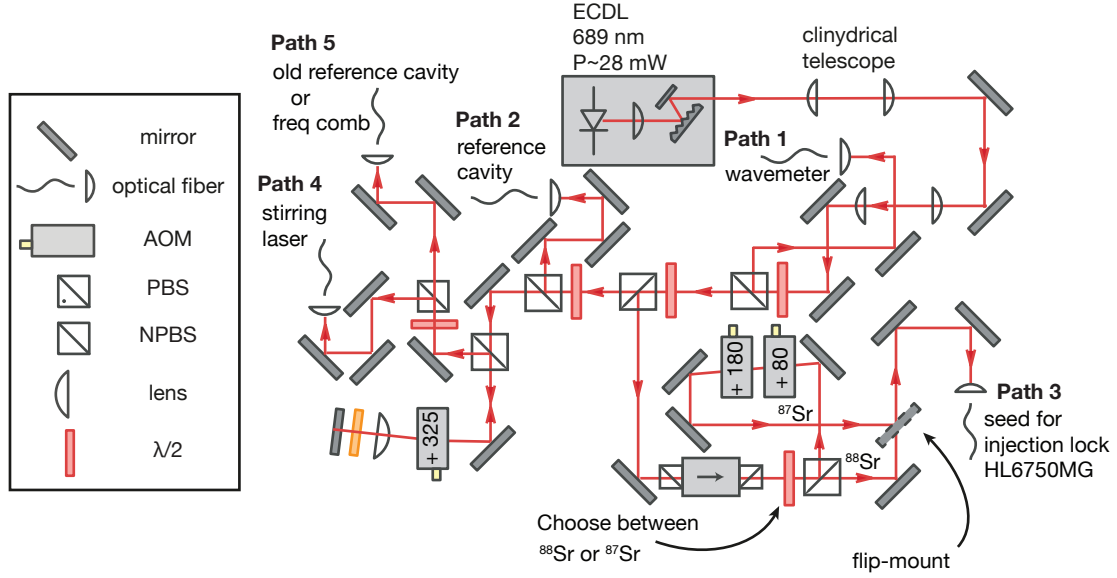 ECDL
689 nm
P~28 mW
clinydrical
telescope
Path 5
old reference cavity
or
freq comb
Path 2
reference
cavity
Path 1
wavemeter
Path 4
stirring
laser
mirror
optical fiber
AOM
PBS
NPBS
lens
λ/2
+ 325
+ 180
+ 80
⁸⁷Sr
⁸⁸Sr
Path 3
seed for
injection lock
HL6750MG
Choose between
⁸⁸Sr or ⁸⁷Sr
flip-mount